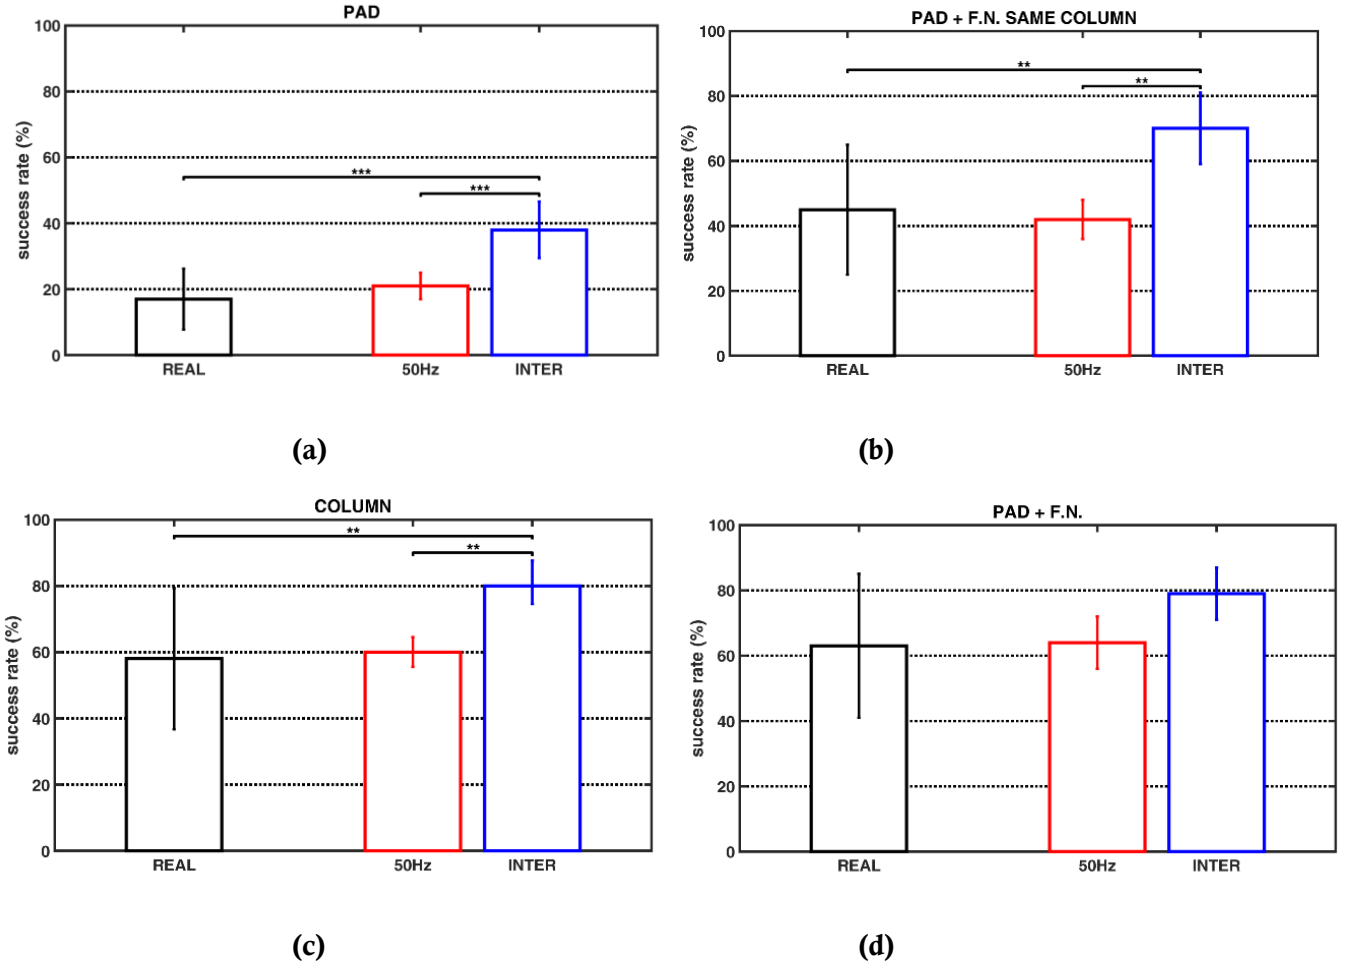 PAD
100
80
60
40
20
0
success rate (%)
***
***
REAL 50Hz INTER
(a)
PAD + F.N. SAME COLUMN
100
80
60
40
20
0
success rate (%)
**
**
REAL 50Hz INTER
(b)
COLUMN
100
80
60
40
20
0
success rate (%)
**
**
REAL 50Hz INTER
(c)
PAD + F.N.
100
80
60
40
20
0
success rate (%)
REAL 50Hz INTER
(d)